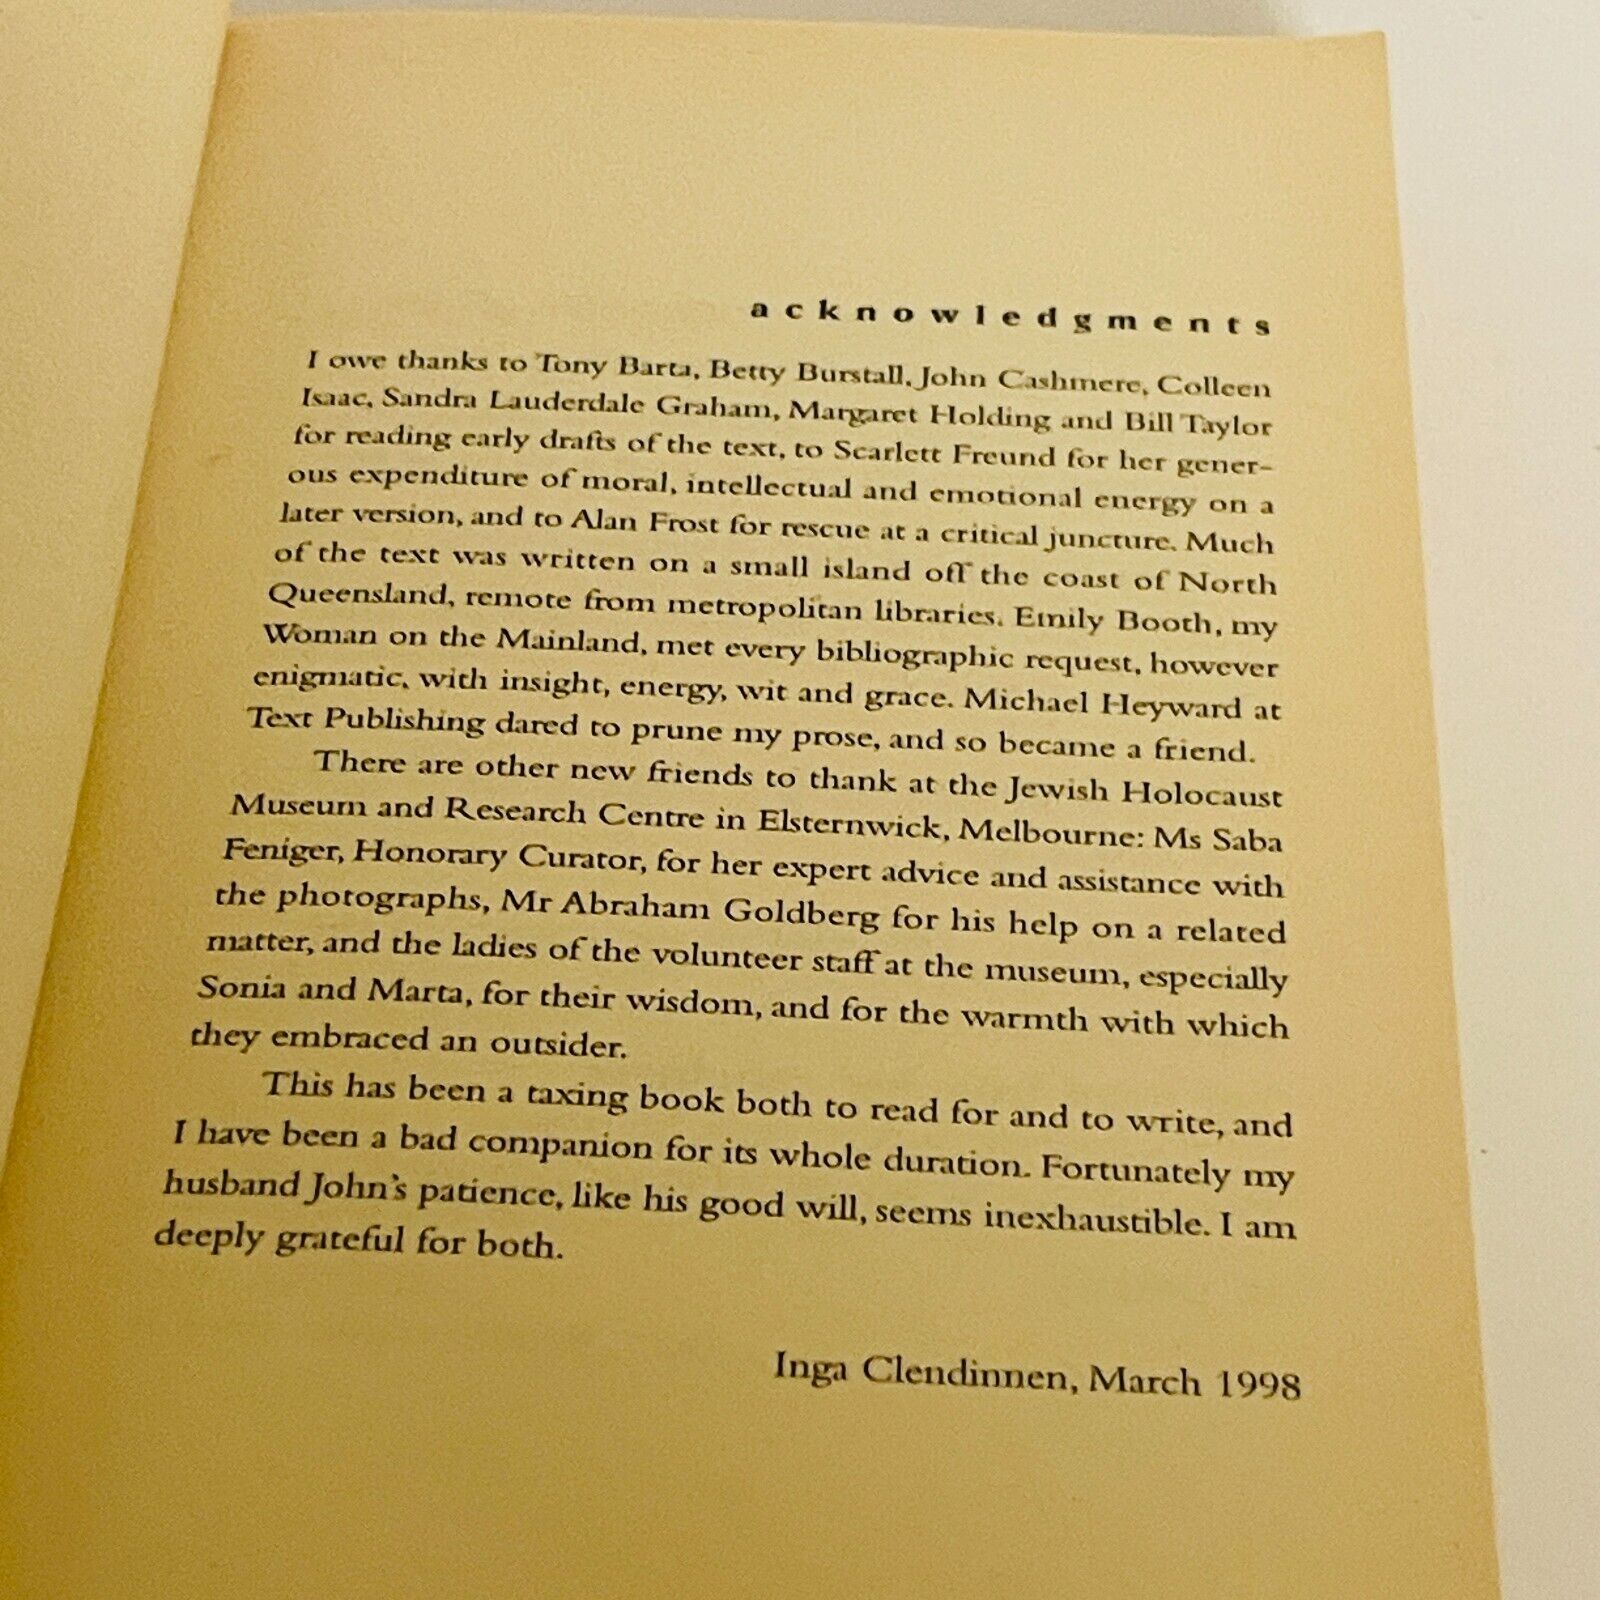 acknowledgments
I owe thanks to Tony Barta, Betty Burstall, John Cashmere, Colleen
Isaac, Sandra Lauderdale Graham, Margaret Holding and Bill Taylor
for reading early drafts of the text, to Scarlett Freund for her gener-
ous expenditure of moral, intellectual and emotional energy on a
later version, and to Alan Frost for rescue at a critical juncture. Much
of the text was written on a small island off the coast of North
Queensland, remote from metropolitan libraries. Emily Booth, my
Woman on the Mainland, met every bibliographic request, however
enigmatic, with insight, energy, wit and grace. Michael Heyward at
Text Publishing dared to prune my prose, and so became a friend.
There are other new friends to thank at the Jewish Holocaust
Museum and Research Centre in Elsternwick, Melbourne: Ms Saba
Feniger, Honorary Curator, for her expert advice and assistance with
the photographs, Mr Abraham Goldberg for his help on a related
matter, and the ladies of the volunteer staff at the museum, especially
Sonia and Marta, for their wisdom, and for the warmth with which
they embraced an outsider.
This has been a taxing book both to read for and to write, and
I have been a bad companion for its whole duration. Fortunately my
husband John's patience, like his good will, seems inexhaustible. I am
deeply grateful for both.
Inga Clendinnen, March 1998